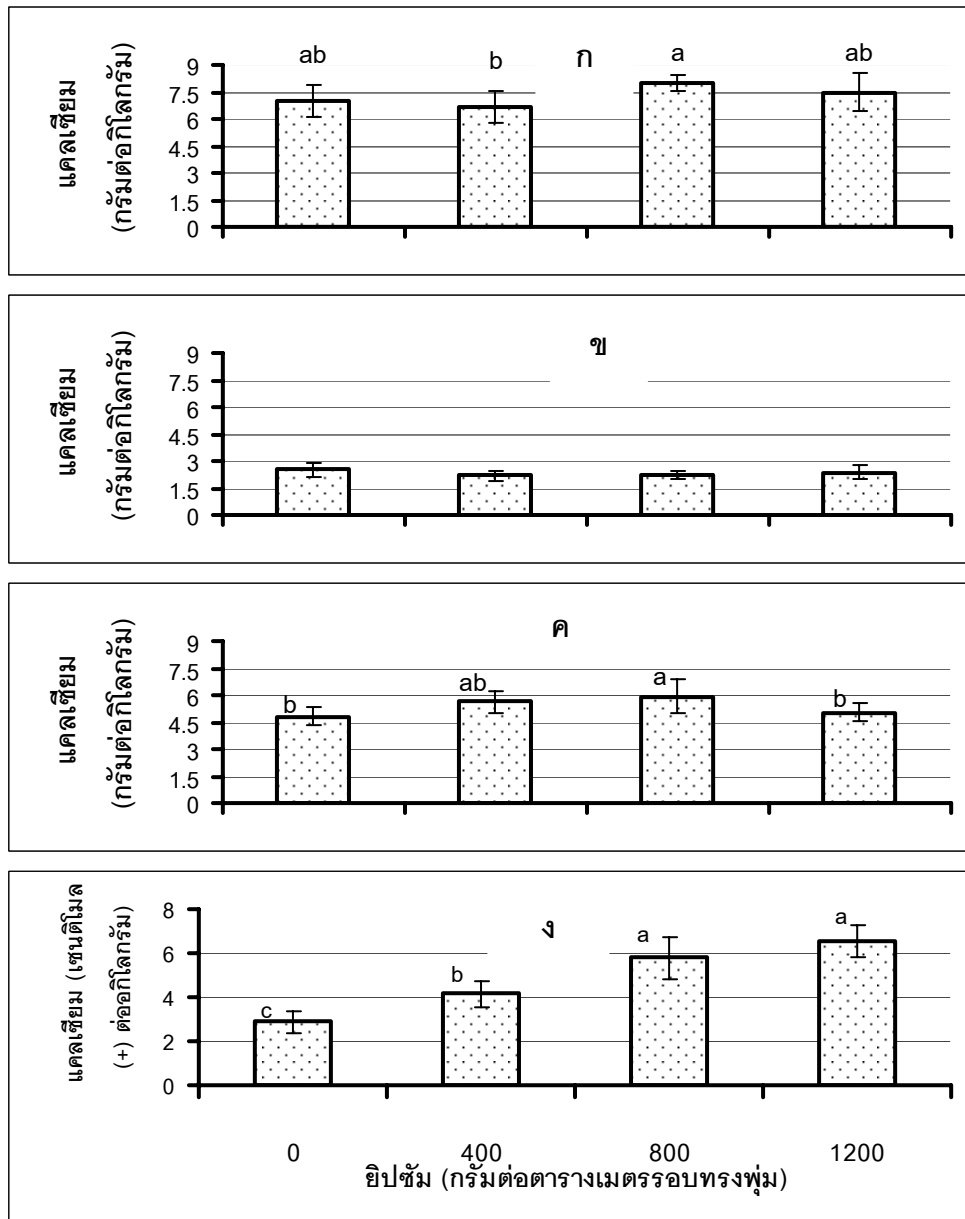 ก
แคลเซียม
(กรัมต่อกิโลกรัม)
9
7.5
6
4.5
3
1.5
0
ab
b
a
ab
ข
แคลเซียม
(กรัมต่อกิโลกรัม)
9
7.5
6
4.5
3
1.5
0
ค
แคลเซียม
(กรัมต่อกิโลกรัม)
9
7.5
6
4.5
3
1.5
0
b
ab
a
b
ง
แคลเซียม (เซนติโมล
(+) ต่อกิโลกรัม)
8
6
4
2
0
c
b
a
a
0 400 800 1200
ยิปซัม (กรัมต่อตารางเมตรรอบทรงพุ่ม)